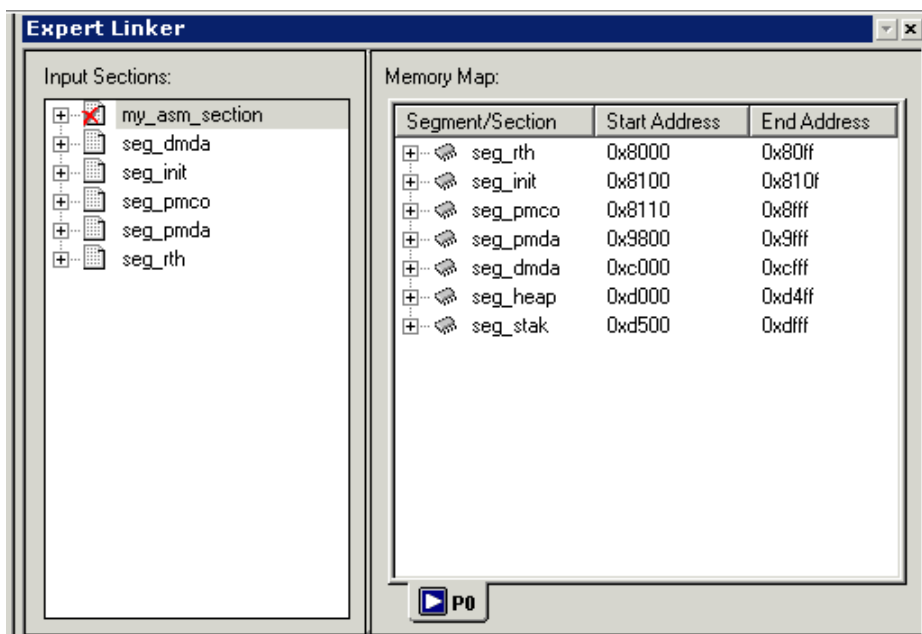 Expert Linker
Input Sections:
my_asm_section
seg_dmda
seg_init
seg_pmco
seg_pmda
seg_rth
Memory Map:
Segment/Section Start Address End Address
seg_rth 0x8000 0x80ff
seg_init 0x8100 0x810f
seg_pmco 0x8110 0x8fff
seg_pmda 0x9800 0x9fff
seg_dmda 0xc000 0xcfff
seg_heap 0xd000 0xd4ff
seg_stak 0xd500 0xdfff
P0